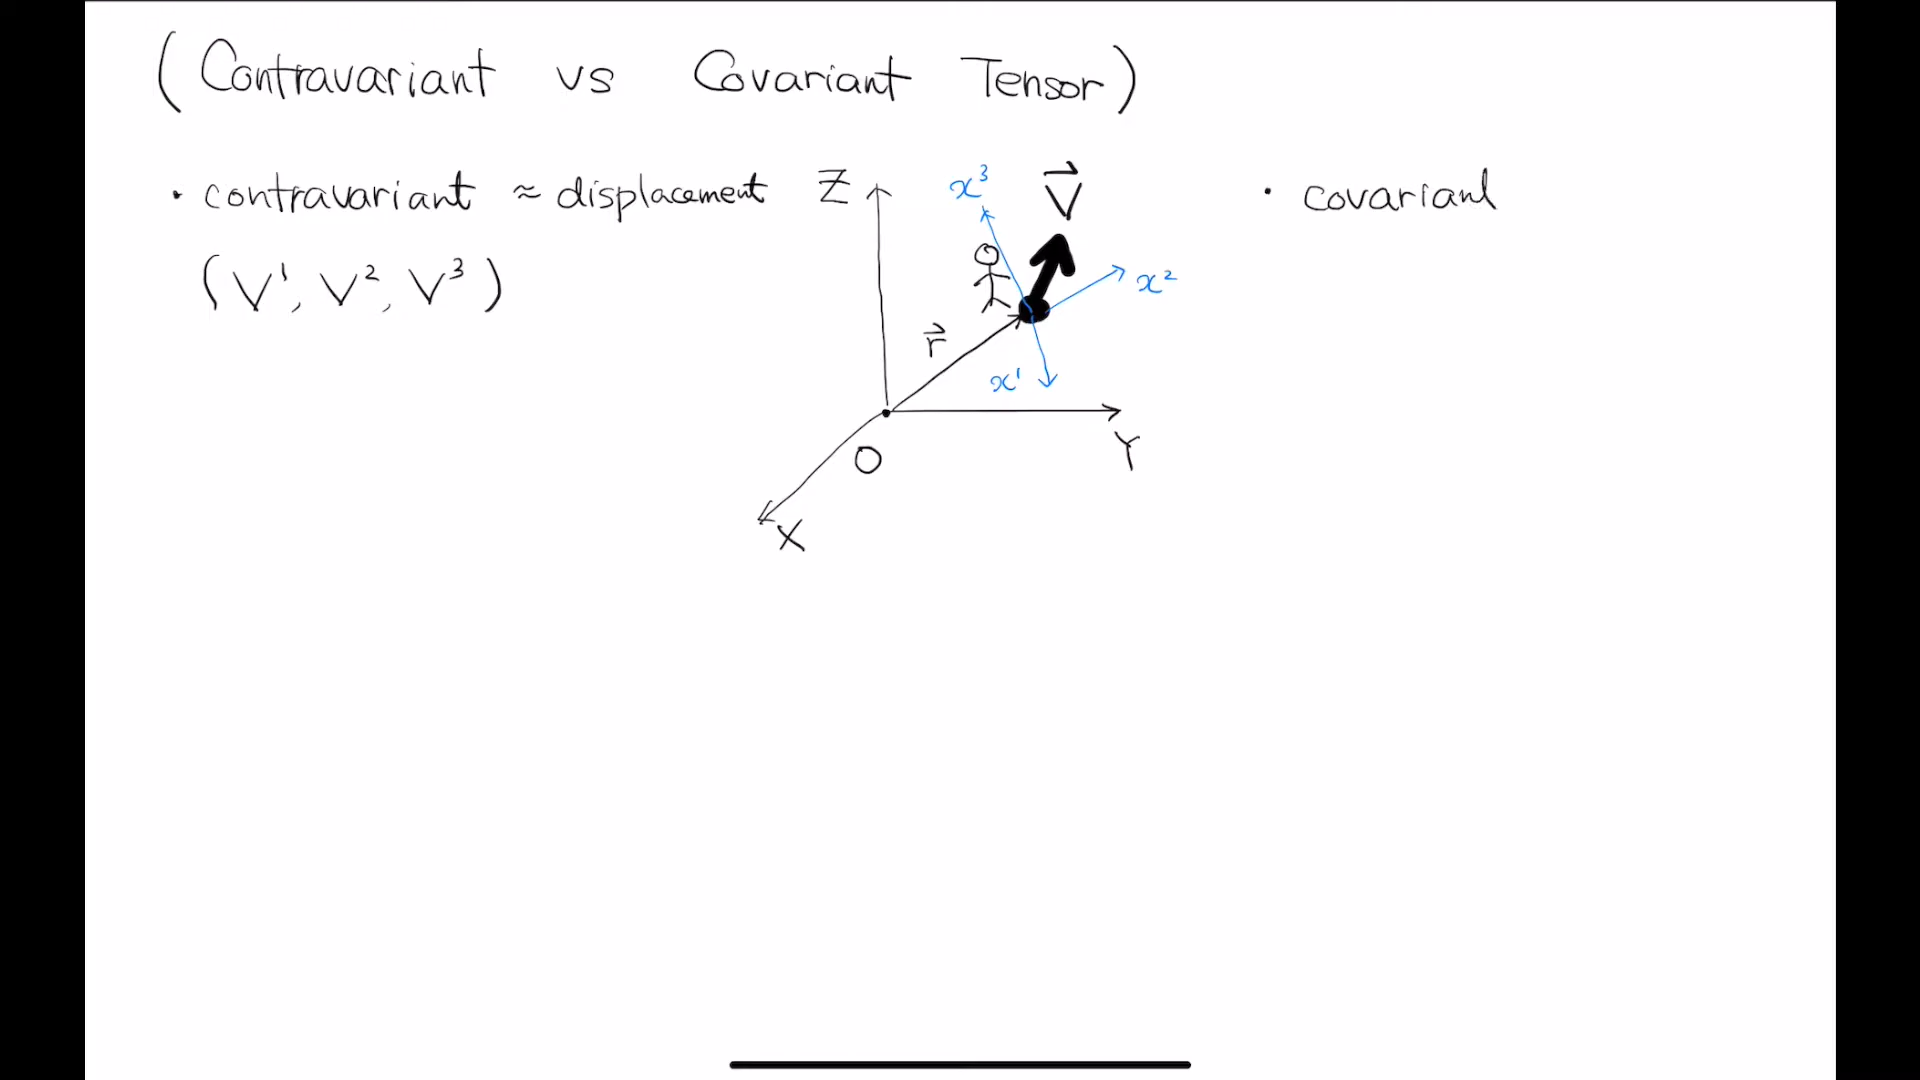 (Contravariant vs Covariant Tensor)
• contravariant ≈ displacement
(V¹, V², V³)
Z
x³
V⃗
x²
r⃗
x¹
O
Y
X
• covariant